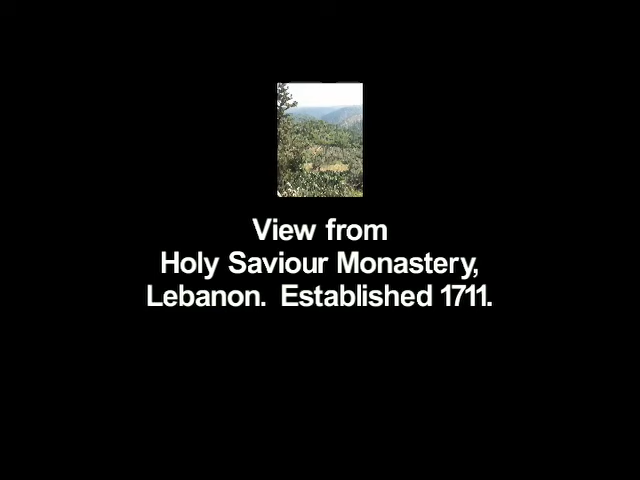 View from
Holy Saviour Monastery,
Lebanon.  Established 1711.